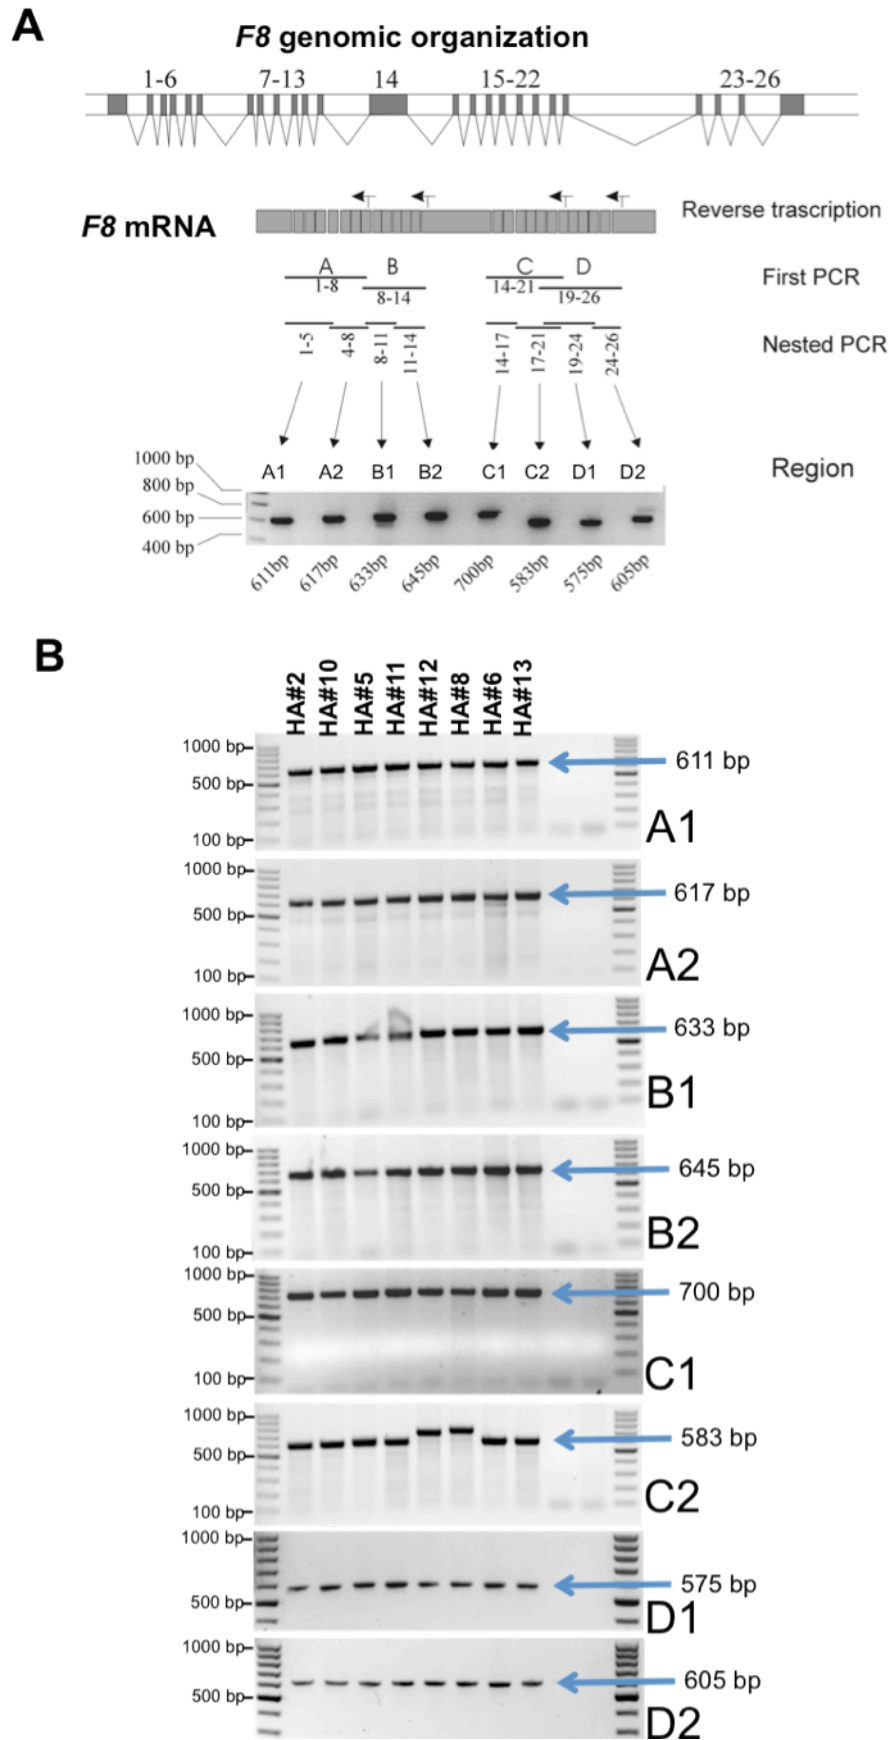 A
F8 genomic organization
1-6 7-13 14 15-22 23-26
F8 mRNA
Reverse trascription
A B C D
1-8 8-14 14-21 19-26
First PCR
1-5 4-8 8-11 11-14 14-17 17-21 19-24 24-26
Nested PCR
A1 A2 B1 B2 C1 C2 D1 D2
Region
1000 bp
800 bp
600 bp
400 bp
611bp 617bp 633bp 645bp 700bp 583bp 575bp 605bp
B
HA#2 HA#10 HA#5 HA#11 HA#12 HA#8 HA#6 HA#13
1000 bp
500 bp
100 bp
611 bp
A1
1000 bp
500 bp
100 bp
617 bp
A2
1000 bp
500 bp
100 bp
633 bp
B1
1000 bp
500 bp
100 bp
645 bp
B2
1000 bp
500 bp
100 bp
700 bp
C1
1000 bp
500 bp
100 bp
583 bp
C2
1000 bp
500 bp
575 bp
D1
1000 bp
500 bp
605 bp
D2